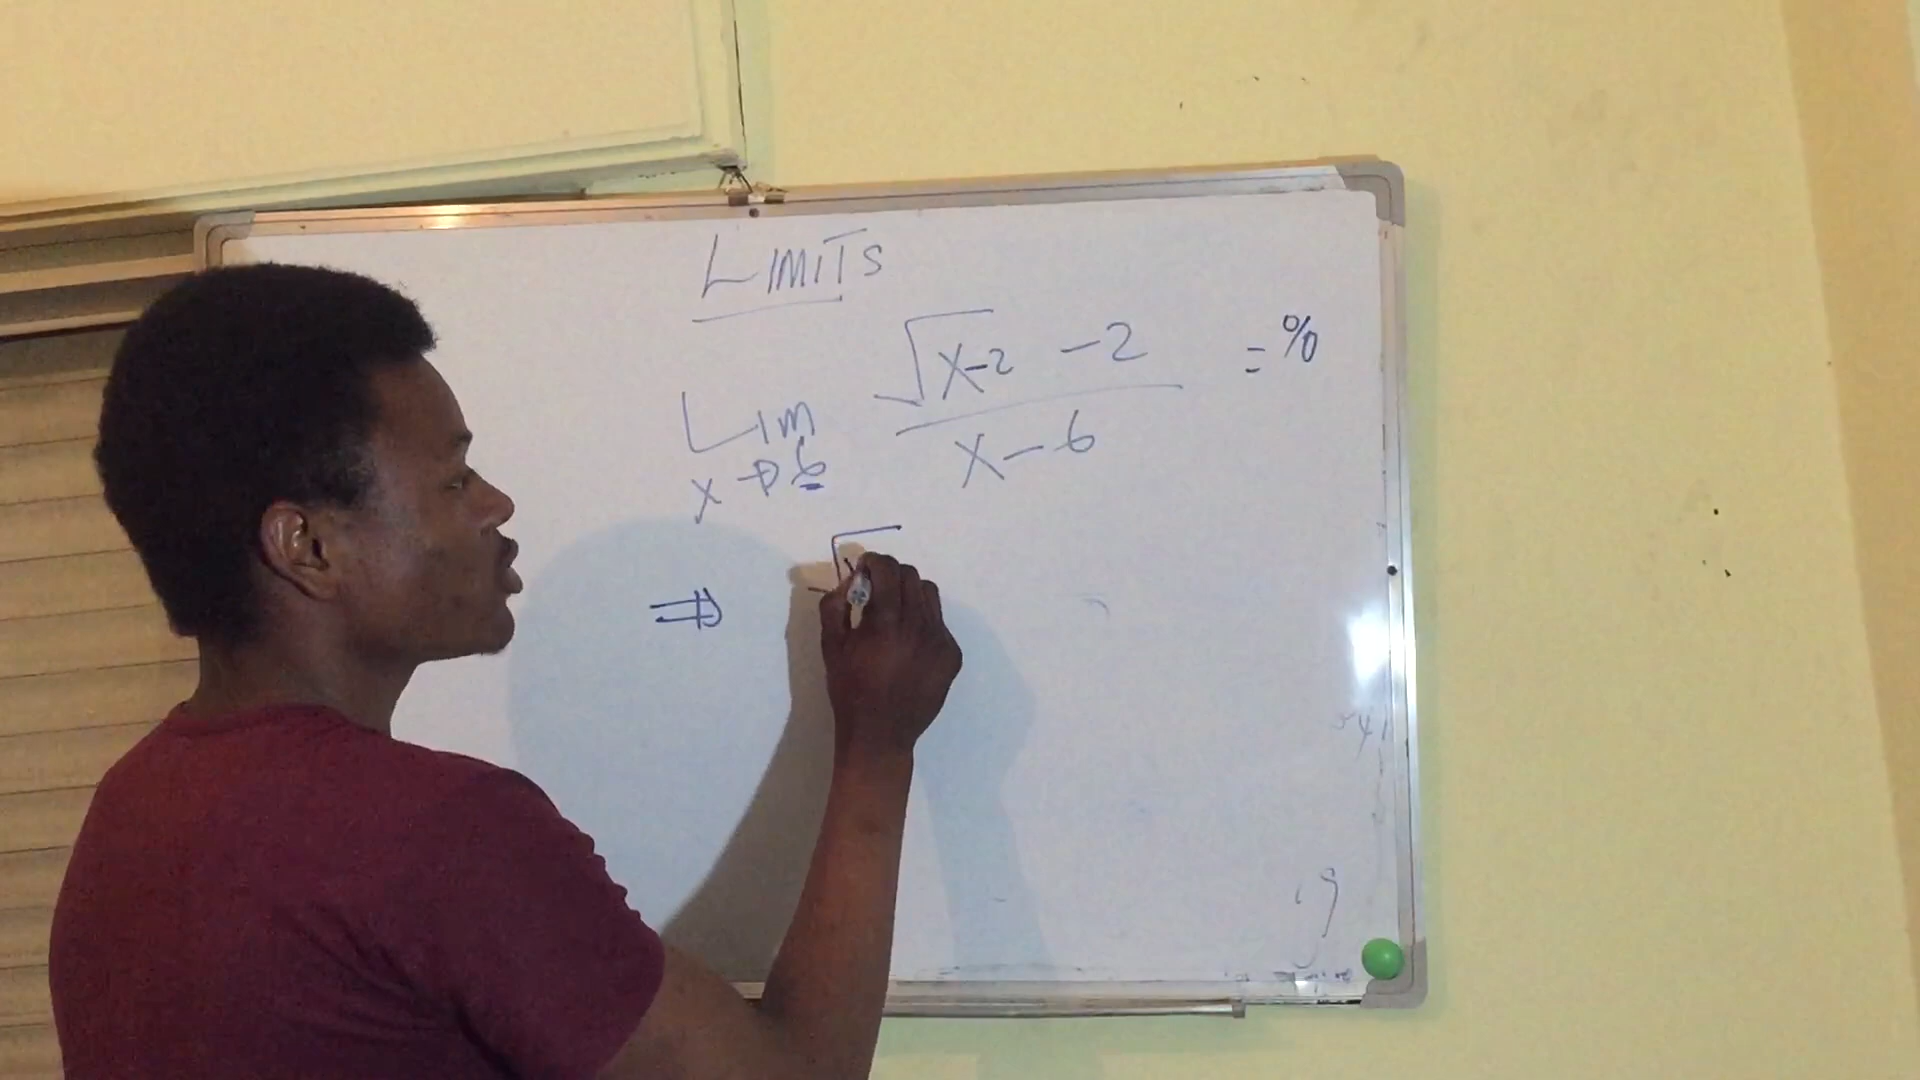 LIMITS
√x-2 - 2 = 0/0
Lim
x - 6
x → 6
⇒ √